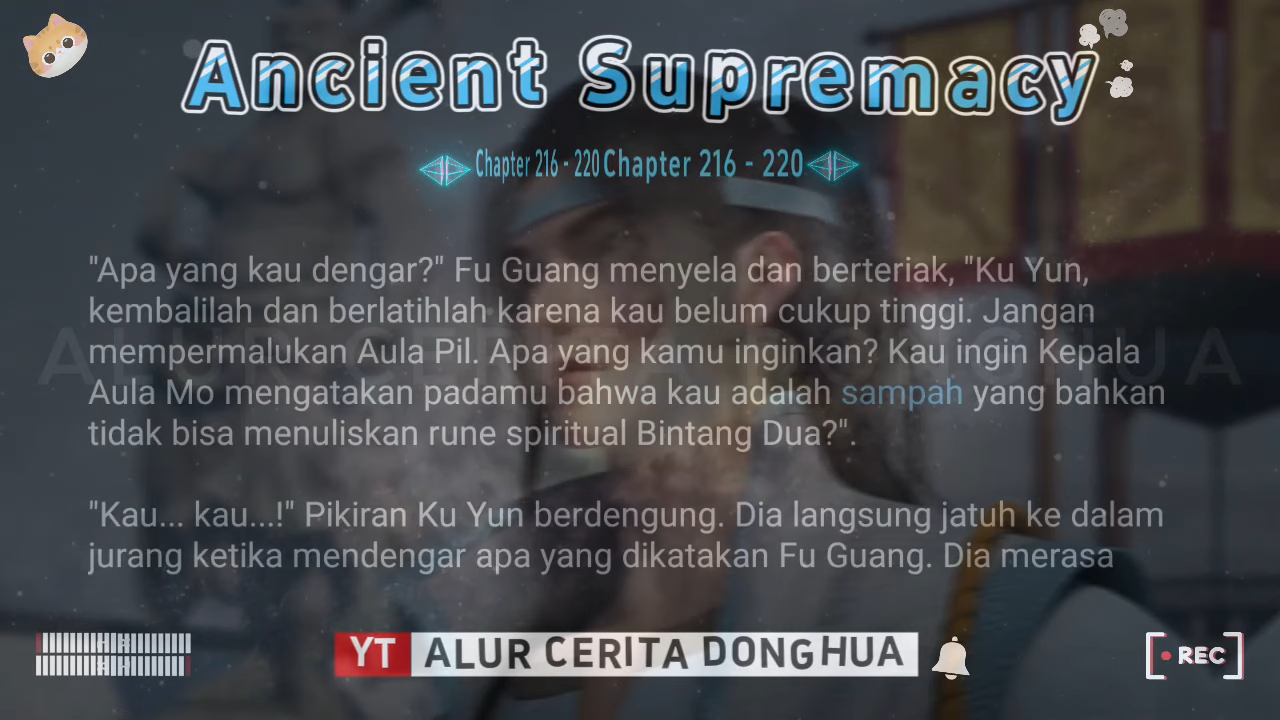 Ancient Supremacy
Chapter 216 - 220 Chapter 216 - 220
"Apa yang kau dengar?" Fu Guang menyela dan berteriak, "Ku Yun,
kembalilah dan berlatihlah karena kau belum cukup tinggi. Jangan
mempermalukan Aula Pil. Apa yang kamu inginkan? Kau ingin Kepala
Aula Mo mengatakan padamu bahwa kau adalah sampah yang bahkan
tidak bisa menuliskan rune spiritual Bintang Dua?".
"Kau... kau...!" Pikiran Ku Yun berdengung. Dia langsung jatuh ke dalam
jurang ketika mendengar apa yang dikatakan Fu Guang. Dia merasa
ALUR CERITA DONGHUA
YT ALUR CERITA DONGHUA
REC